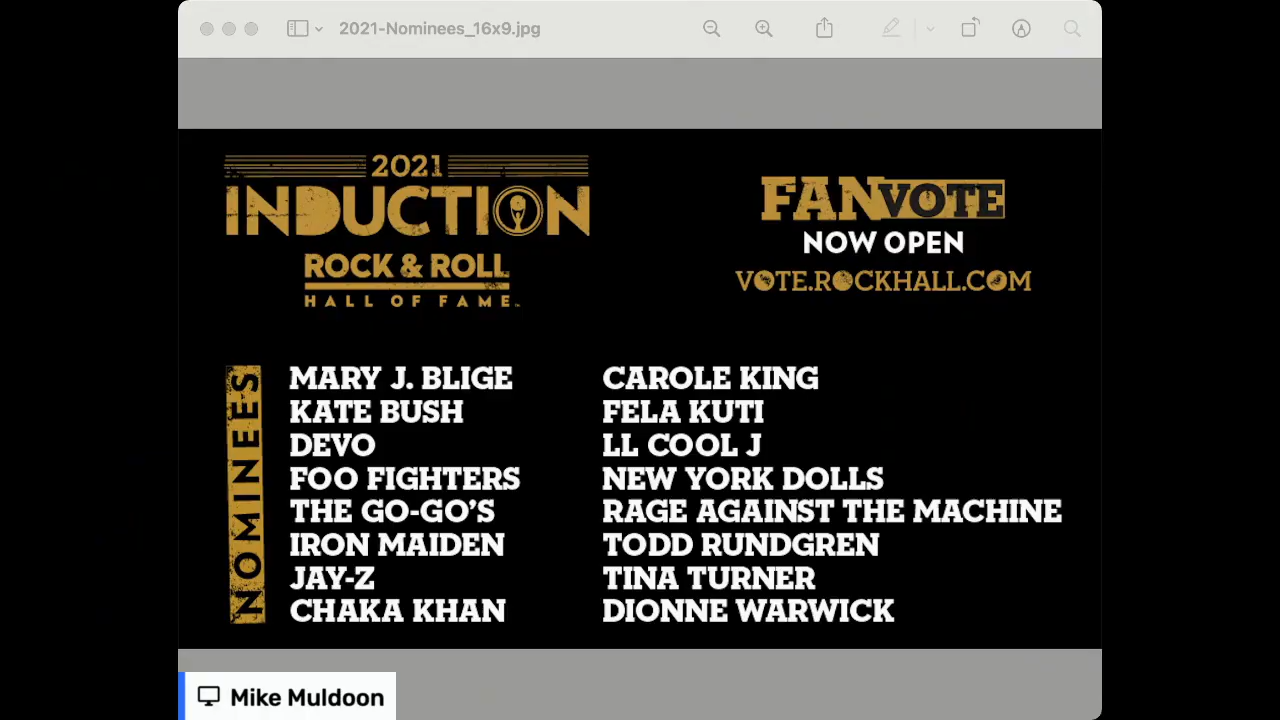 2021-Nominees_16x9.jpg
2021
INDUCTION
ROCK & ROLL
HALL OF FAME
FANVOTE
NOW OPEN
VOTE.ROCKHALL.COM
NOMINEES
MARY J. BLIGE
KATE BUSH
DEVO
FOO FIGHTERS
THE GO-GO’S
IRON MAIDEN
JAY-Z
CHAKA KHAN
CAROLE KING
FELA KUTI
LL COOL J
NEW YORK DOLLS
RAGE AGAINST THE MACHINE
TODD RUNDGREN
TINA TURNER
DIONNE WARWICK
Mike Muldoon